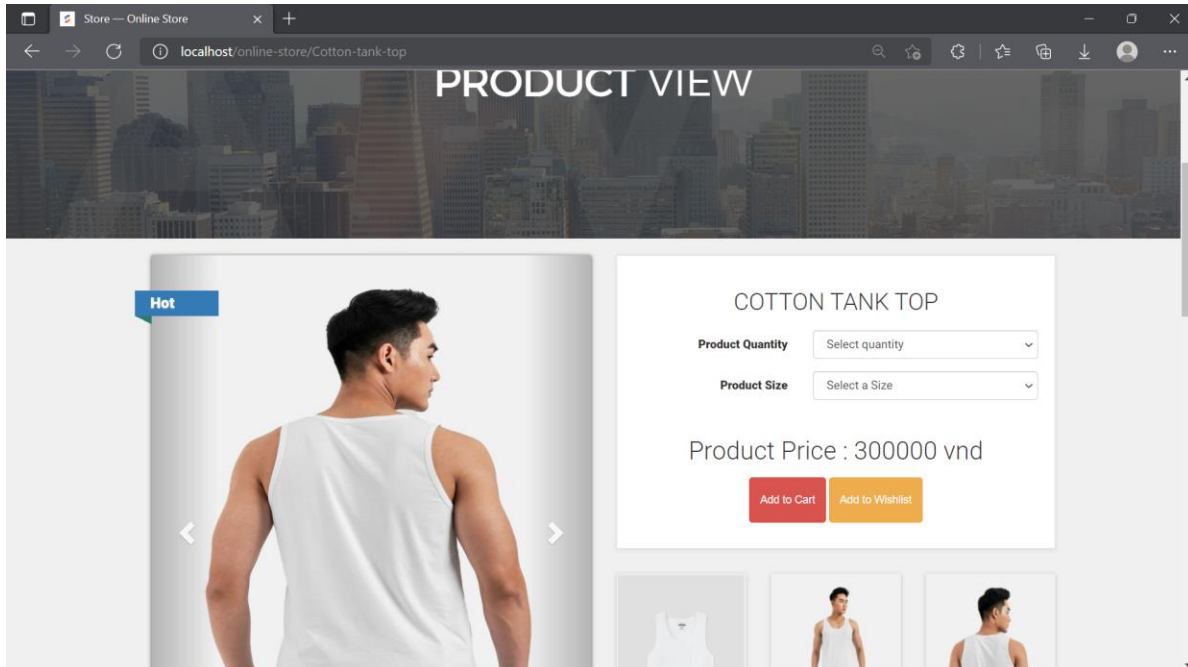 Store — Online Store
localhost/online-store/Cotton-tank-top
PRODUCT VIEW
Hot
COTTON TANK TOP
Product Quantity Select quantity
Product Size Select a Size
Product Price : 300000 vnd
Add to Cart Add to Wishlist